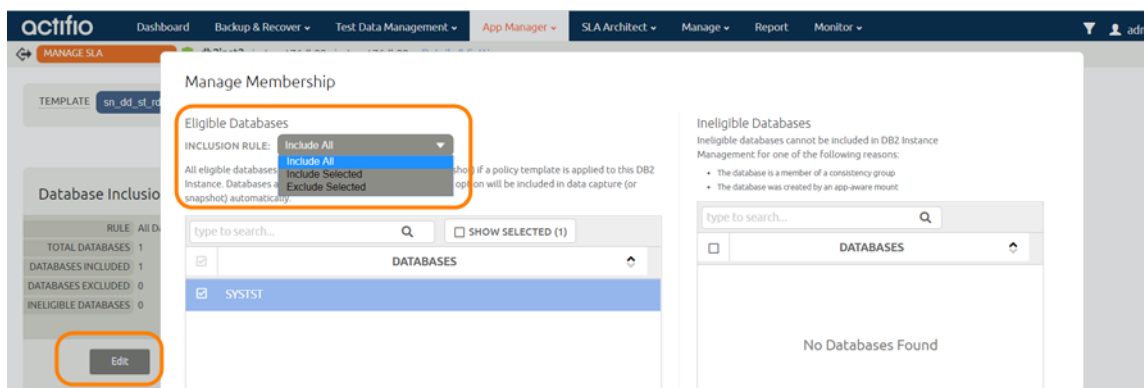 actifio Dashboard Backup & Recover Test Data Management App Manager SLA Architect Manage Report Monitor adr
MANAGE SLA
Manage Membership
TEMPLATE sn_dd_st_rd
Eligible Databases
INCLUSION RULE: Include All
Include All
Include Selected
Exclude Selected
All eligible databases if a policy template is applied to this DB2
Instance. Databases a option will be included in data capture (or
snapshot) automatically.
Ineligible Databases
Ineligible databases cannot be included in DB2 Instance
Management for one of the following reasons:
The database is a member of a consistency group
The database was created by an app-aware mount
Database Inclusio
RULE All Da
TOTAL DATABASES 1
DATABASES INCLUDED 1
DATABASES EXCLUDED 0
INELIGIBLE DATABASES 0
Edit
type to search... SHOW SELECTED (1)
DATABASES
SYSTST
type to search...
DATABASES
No Databases Found